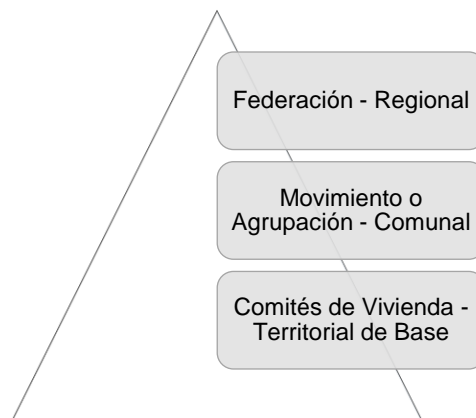 Federación - Regional
Movimiento o
Agrupación - Comunal
Comités de Vivienda -
Territorial de Base